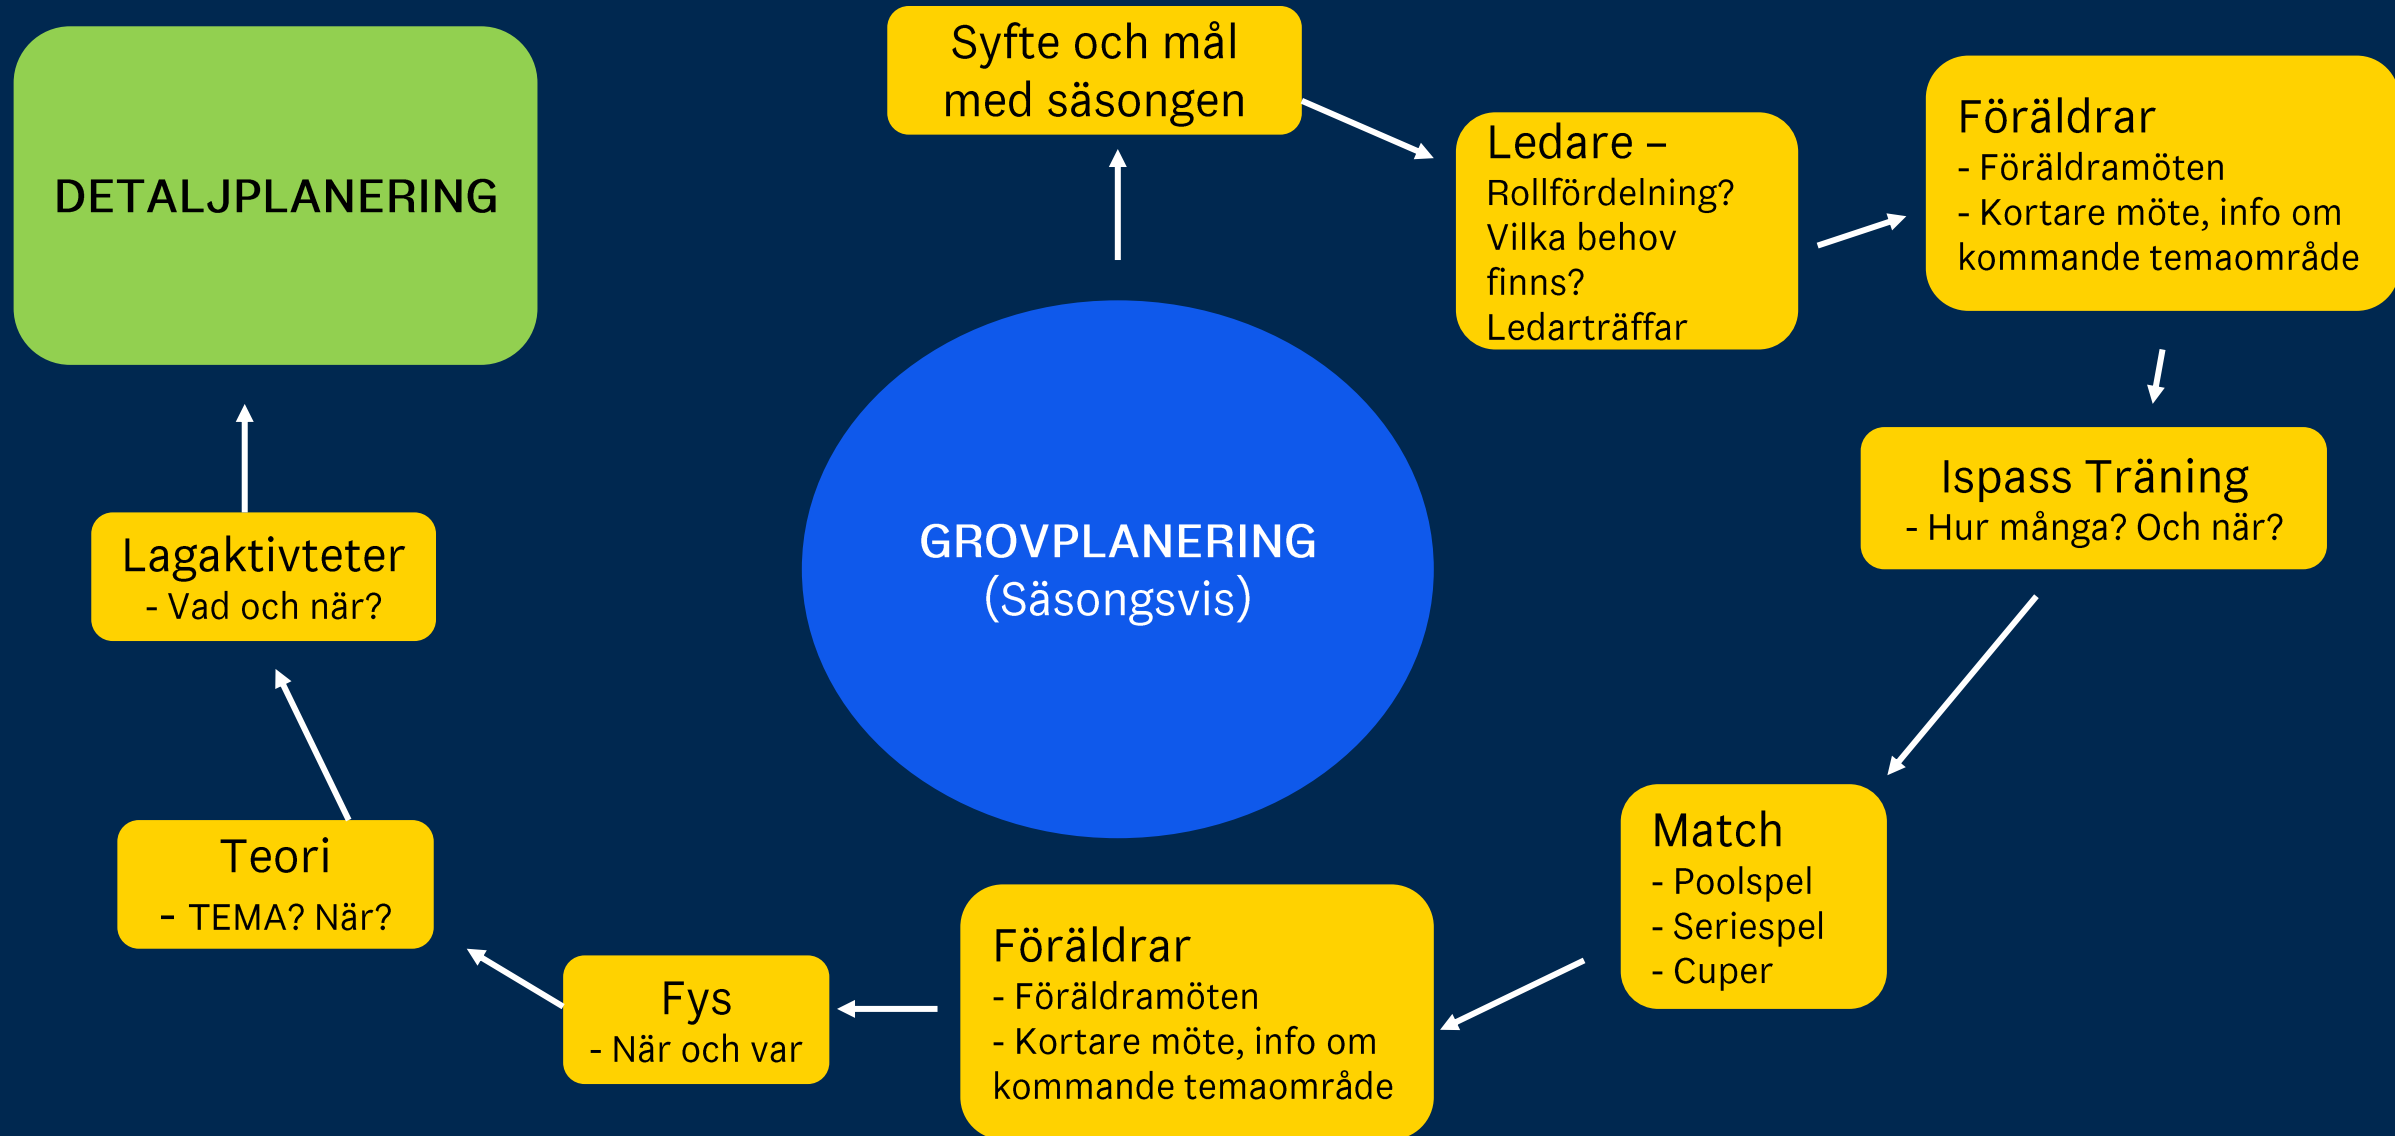 DETALJPLANERING
Syfte och mål
med säsongen
Ledare –
Rollfördelning?
Vilka behov
finns?
Ledarträffar
Föräldrar
- Föräldramöten
- Kortare möte, info om
kommande temaområde
Ispass Träning
- Hur många? Och när?
GROVPLANERING
(Säsongsvis)
Match
- Poolspel
- Seriespel
- Cuper
Föräldrar
- Föräldramöten
- Kortare möte, info om
kommande temaområde
Fys
- När och var
Teori
- TEMA? När?
Lagaktivteter
- Vad och när?